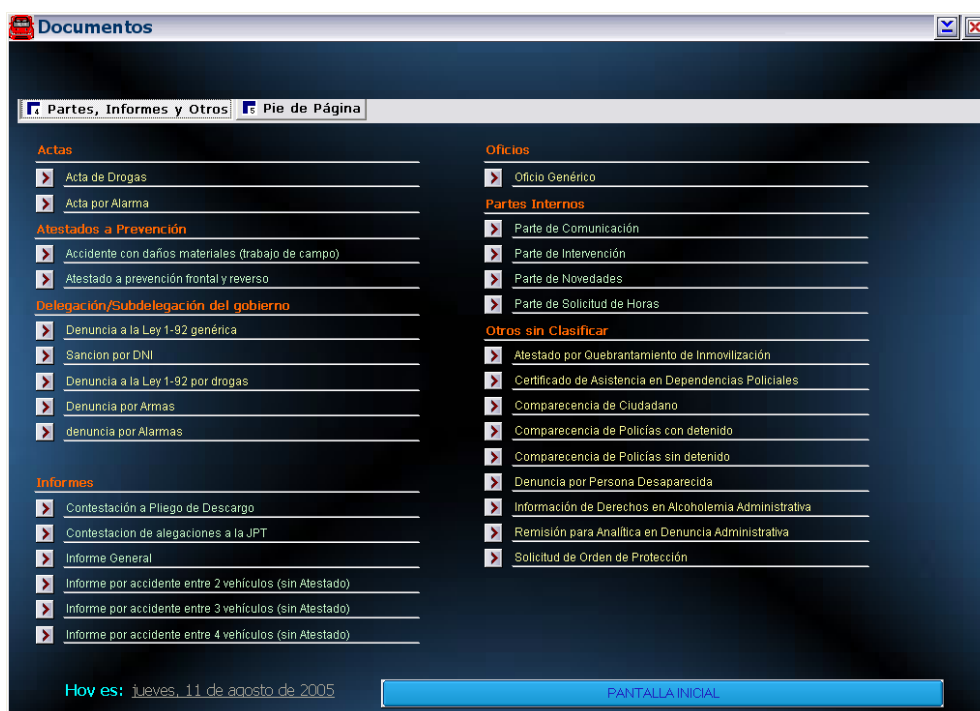 Documentos
Partes, Informes y Otros
Pie de Página
Actas
Acta de Drogas
Acta por Alarma
Atestados a Prevención
Accidente con daños materiales (trabajo de campo)
Atestado a prevención frontal y reverso
Delegación/Subdelegación del gobierno
Denuncia a la Ley 1-92 genérica
Sancion por DNI
Denuncia a la Ley 1-92 por drogas
Denuncia por Armas
denuncia por Alarmas
Informes
Contestación a Pliego de Descargo
Contestacion de alegaciones a la JPT
Informe General
Informe por accidente entre 2 vehículos (sin Atestado)
Informe por accidente entre 3 vehículos (sin Atestado)
Informe por accidente entre 4 vehículos (sin Atestado)
Oficios
Oficio Genérico
Partes Internos
Parte de Comunicación
Parte de Intervención
Parte de Novedades
Parte de Solicitud de Horas
Otros sin Clasificar
Atestado por Quebrantamiento de Inmovilización
Certificado de Asistencia en Dependencias Policiales
Comparecencia de Ciudadano
Comparecencia de Policías con detenido
Comparecencia de Policías sin detenido
Denuncia por Persona Desaparecida
Información de Derechos en Alcoholemia Administrativa
Remisión para Analítica en Denuncia Administrativa
Solicitud de Orden de Protección
Hoy es: jueves, 11 de agosto de 2005
PANTALLA INICIAL